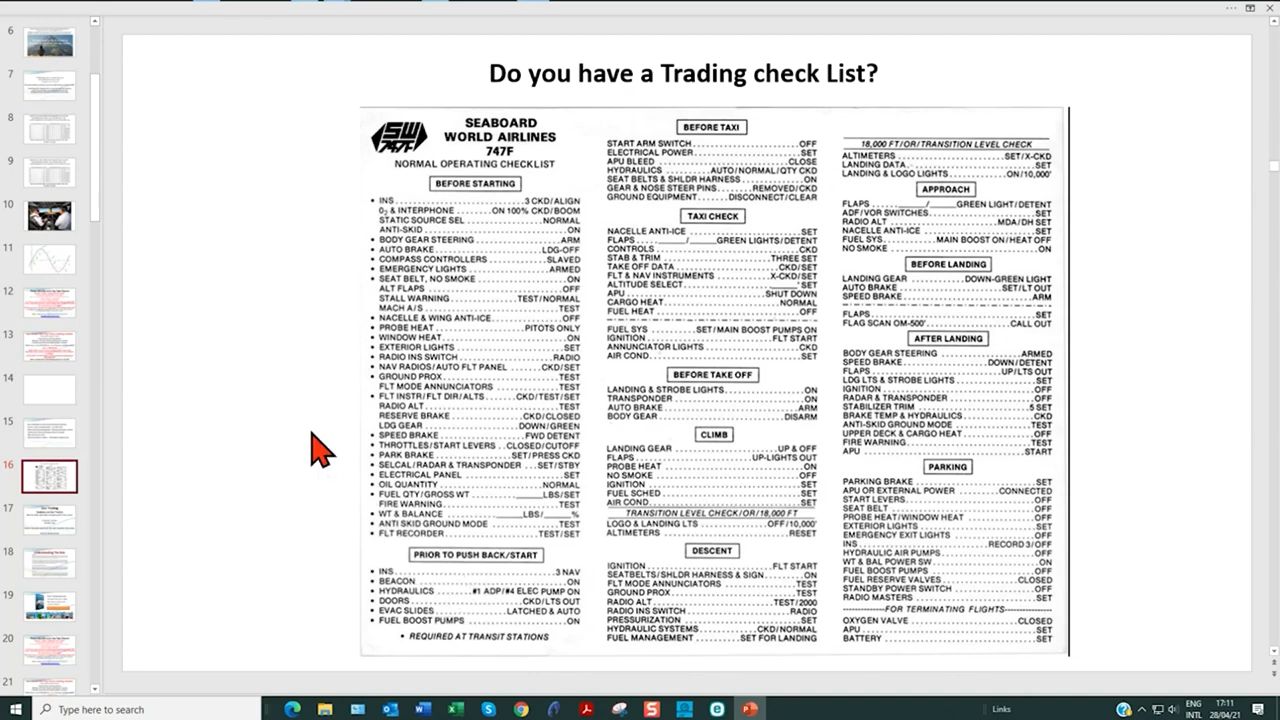 Do you have a Trading check List?
SW
747F
SEABOARD
WORLD AIRLINES
747F
NORMAL OPERATING CHECKLIST
BEFORE STARTING
• INS 3 CKD/ALIGN
O2 & INTERPHONE ON 100% CKD/BOOM
STATIC SOURCE SEL NORMAL
ANTI-SKID ON
• BODY GEAR STEERING ARM
• AUTO BRAKE LDG-OFF
• COMPASS CONTROLLERS SLAVED
• EMERGENCY LIGHTS ARMED
• SEAT BELT, NO SMOKE ON
ALT FLAPS OFF
STALL WARNING TEST/NORMAL
MACH A/S TEST
• NACELLE & WING ANTI-ICE OFF
• PROBE HEAT PITOTS ONLY
• WINDOW HEAT ON
• EXTERIOR LIGHTS SET
• RADIO INS SWITCH RADIO
• NAV RADIOS/AUTO FLT PANEL CKD/SET
• GROUND PROX TEST
FLT MODE ANNUNCIATORS TEST
• FLT INSTR/FLT DIR/ALTS CKD/TEST/SET
RADIO ALT TEST
RESERVE BRAKE CKD/CLOSED
LDG GEAR DOWN/GREEN
• SPEED BRAKE FWD DETENT
• THROTTLES/START LEVERS CLOSED/CUTOFF
• PARK BRAKE SET/PRESS CKD
• SELCAL/RADAR & TRANSPONDER SET/STBY
• ELECTRICAL PANEL SET
• OIL QUANTITY NORMAL
• FUEL QTY/GROSS WT ____LBS/SET
FIRE WARNING TEST
• WT & BALANCE ____LBS/____%
• ANTI SKID GROUND MODE TEST
• FLT RECORDER TEST/SET
PRIOR TO PUSH BACK/START
• INS 3 NAV
• BEACON ON
• HYDRAULICS #1 ADP/#4 ELEC PUMP ON
• DOORS CKD/LTS OUT
• EVAC SLIDES LATCHED & AUTO
• FUEL BOOST PUMPS ON
• REQUIRED AT TRANSIT STATIONS
BEFORE TAXI
START ARM SWITCH OFF
ELECTRICAL POWER SET
APU BLEED CLOSE
HYDRAULICS AUTO/NORMAL/QTY CKD
SEAT BELTS & SHLDR HARNESS ON
GEAR & NOSE STEER PINS REMOVED/CKD
GROUND EQUIPMENT DISCONNECT/CLEAR
TAXI CHECK
NACELLE ANTI-ICE SET
FLAPS ____/____GREEN LIGHTS/DETENT
CONTROLS CKD
STAB & TRIM THREE SET
TAKE OFF DATA CKD/SET
FLT & NAV INSTRUMENTS X-CKD/SET
ALTITUDE SELECT ____' SET
APU SHUT DOWN
CARGO HEAT NORMAL
FUEL HEAT OFF
FUEL SYS SET/MAIN BOOST PUMPS ON
IGNITION FLT START
ANNUNCIATOR LIGHTS CKD
AIR COND SET
BEFORE TAKE OFF
LANDING & STROBE LIGHTS ON
TRANSPONDER ON
AUTO BRAKE ARM
BODY GEAR DISARM
CLIMB
LANDING GEAR UP & OFF
FLAPS UP-LIGHTS OUT
PROBE HEAT ON
NO SMOKE OFF
IGNITION SET
FUEL SCHED SET
AIR COND SET
TRANSITION LEVEL CHECK/OR/18,000 FT
LOGO & LANDING LTS OFF/10,000'
ALTIMETERS RESET
DESCENT
IGNITION FLT START
SEATBELTS/SHLDR HARNESS & SIGN ON
FLT MODE ANNUNCIATORS TEST
GROUND PROX TEST
RADIO ALT TEST/2000
RADIO INS SWITCH RADIO
PRESSURIZATION SET
HYDRAULIC SYSTEMS CKD/NORMAL
FUEL MANAGEMENT SET FOR LANDING
18,000 FT/OR/TRANSITION LEVEL CHECK
ALTIMETERS SET/X-CKD
LANDING DATA SET
LANDING & LOGO LIGHTS ON/10,000'
APPROACH
FLAPS ____/____GREEN LIGHT/DETENT
ADF/VOR SWITCHES SET
RADIO ALT MDA/DH SET
NACELLE ANTI-ICE SET
FUEL SYS MAIN BOOST ON/HEAT OFF
NO SMOKE ON
BEFORE LANDING
LANDING GEAR DOWN-GREEN LIGHT
AUTO BRAKE SET/LT OUT
SPEED BRAKE ARM
FLAPS SET
FLAG SCAN OM-500' CALL OUT
AFTER LANDING
BODY GEAR STEERING ARMED
SPEED BRAKE DOWN/DETENT
FLAPS UP/LTS OUT
LDG LTS & STROBE LIGHTS SET
IGNITION OFF
RADAR & TRANSPONDER OFF
STABILIZER TRIM 5 SET
BRAKE TEMP & HYDRAULICS CKD
ANTI-SKID GROUND MODE TEST
UPPER DECK & CARGO HEAT OFF
FIRE WARNING TEST
APU START
PARKING
PARKING BRAKE SET
APU OR EXTERNAL POWER CONNECTED
START LEVERS OFF
SEAT BELT OFF
PROBE HEAT/WINDOW HEAT OFF
EXTERIOR LIGHTS SET
EMERGENCY EXIT LIGHTS OFF
INS RECORD 3/OFF
HYDRAULIC AIR PUMPS OFF
WT & BAL POWER SW ON
FUEL BOOST PUMPS OFF
FUEL RESERVE VALVES CLOSED
STANDBY POWER SWITCH OFF
RADIO MASTERS OFF
FOR TERMINATING FLIGHTS
OXYGEN VALVE CLOSED
APU SET
BATTERY SET
6
8
9
11
14
15
16
17
18
20
21
Type here to search
Links
ENG
INTL
17:11
28/04/21